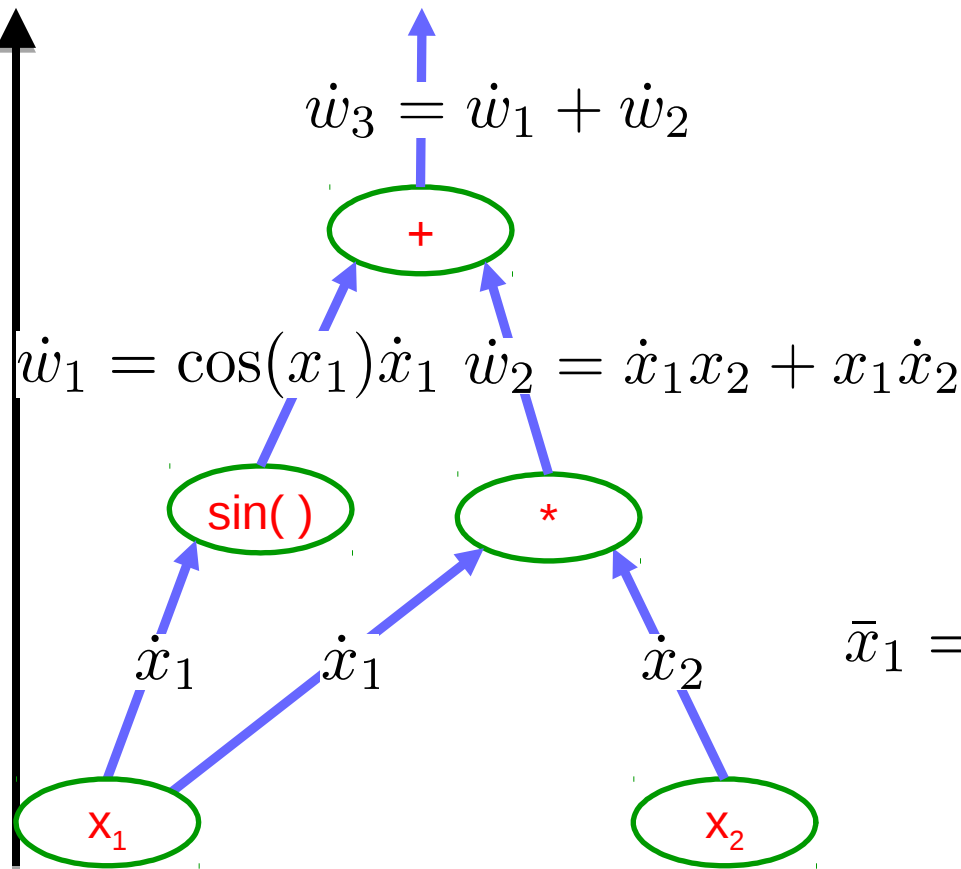 ẇ₃ = ẇ₁ + ẇ₂
+
ẇ₁ = cos(x₁)ẋ₁ ẇ₂ = ẋ₁x₂ + x₁ẋ₂
sin( ) *
ẋ₁ ẋ₁ ẋ₂ x̄₁ =
x₁ x₂